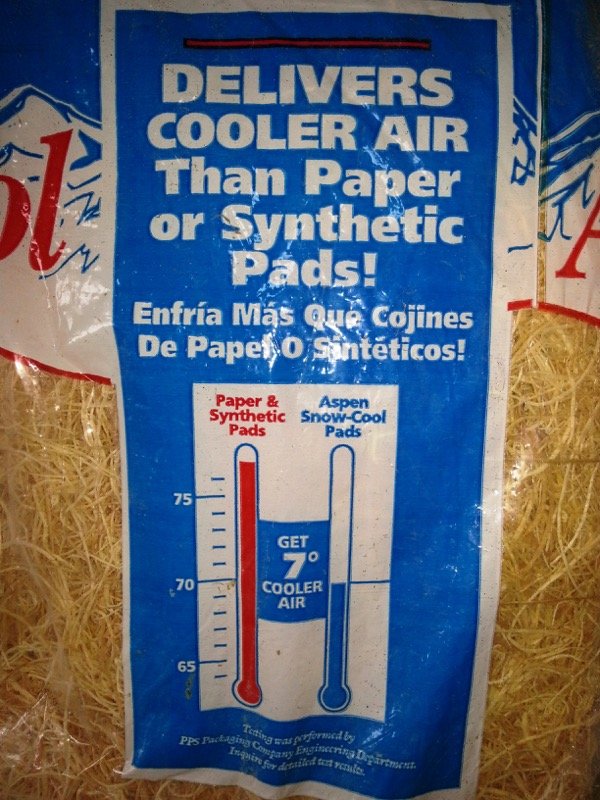 DELIVERS
COOLER AIR
Than Paper
or Synthetic
Pads!
Enfría Más Que Cojines
De Papel O Sintéticos!
Paper &
Synthetic
Pads
Aspen
Snow-Cool
Pads
75
GET
7°
COOLER
AIR
70
65
Testing was performed by
PPS Packaging Company Engineering Department.
Inquire for detailed test results.
ol
A